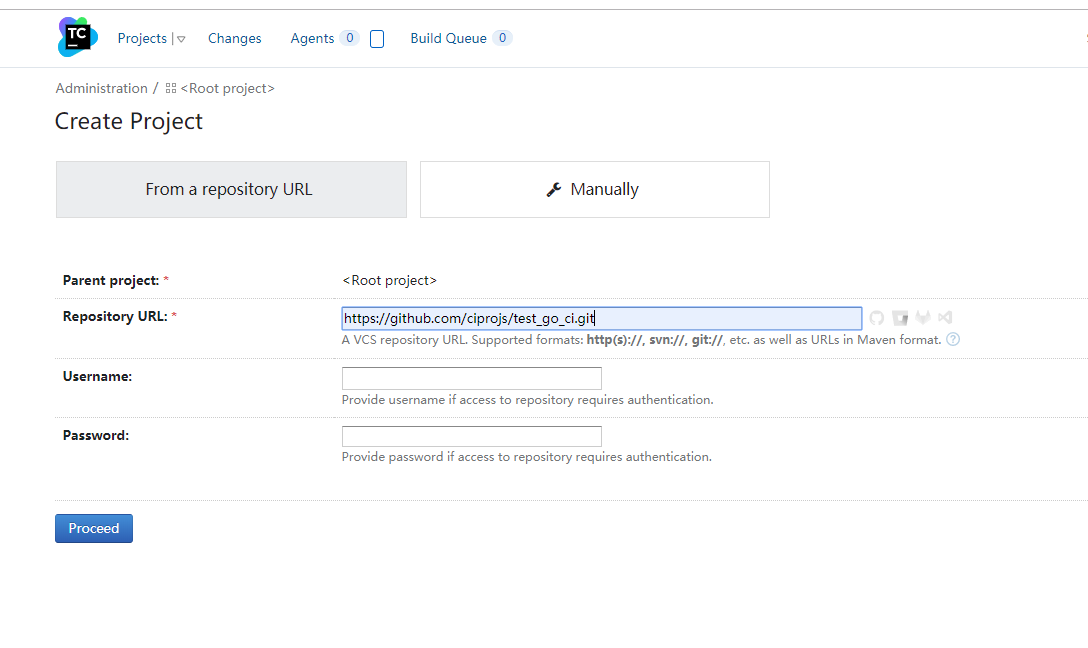 TC
Projects | Changes Agents 0 Build Queue 0
Administration / <Root project>
Create Project
From a repository URL Manually
Parent project: * <Root project>
Repository URL: * https://github.com/ciprojs/test_go_ci.git
A VCS repository URL. Supported formats: http(s)://, svn://, git://, etc. as well as URLs in Maven format. ?
Username:
Provide username if access to repository requires authentication.
Password:
Provide password if access to repository requires authentication.
Proceed